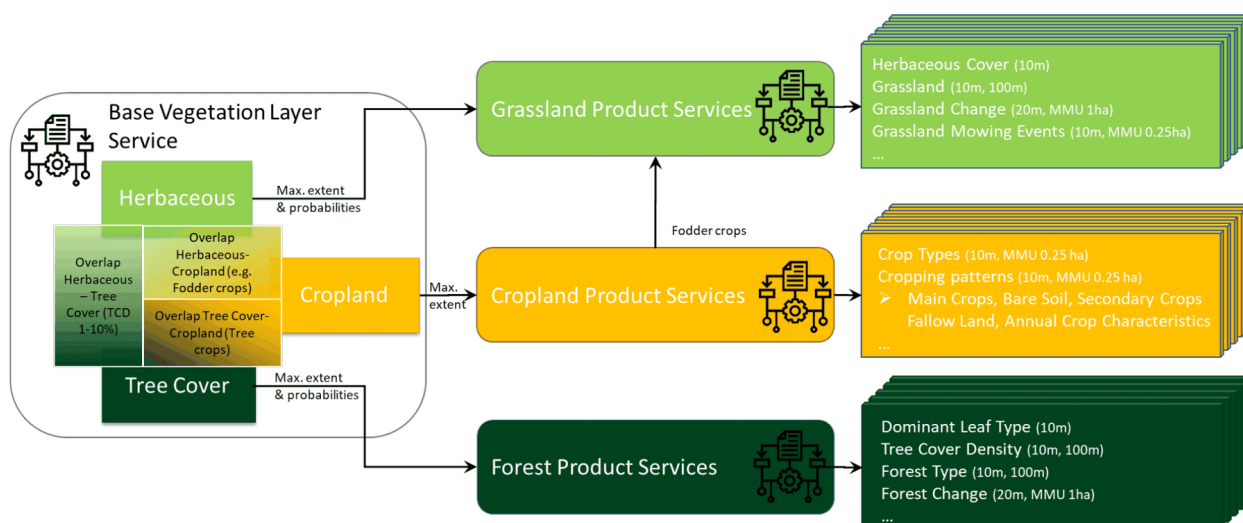 Base Vegetation Layer
Service
Herbaceous
Overlap
Herbaceous
– Tree
Cover (TCD
1-10%)
Overlap
Herbaceous-
Cropland (e.g.
Fodder crops)
Overlap Tree Cover-
Cropland (Tree
crops)
Cropland
Tree Cover
Max. extent
& probabilities
Max.
extent
Max. extent
& probabilities
Grassland Product Services
Fodder crops
Cropland Product Services
Forest Product Services
Herbaceous Cover (10m)
Grassland (10m, 100m)
Grassland Change (20m, MMU 1ha)
Grassland Mowing Events (10m, MMU 0.25ha)
...
Crop Types (10m, MMU 0.25 ha)
Cropping patterns (10m, MMU 0.25 ha)
➢ Main Crops, Bare Soil, Secondary Crops
Fallow Land, Annual Crop Characteristics
...
Dominant Leaf Type (10m)
Tree Cover Density (10m, 100m)
Forest Type (10m, 100m)
Forest Change (20m, MMU 1ha)
...